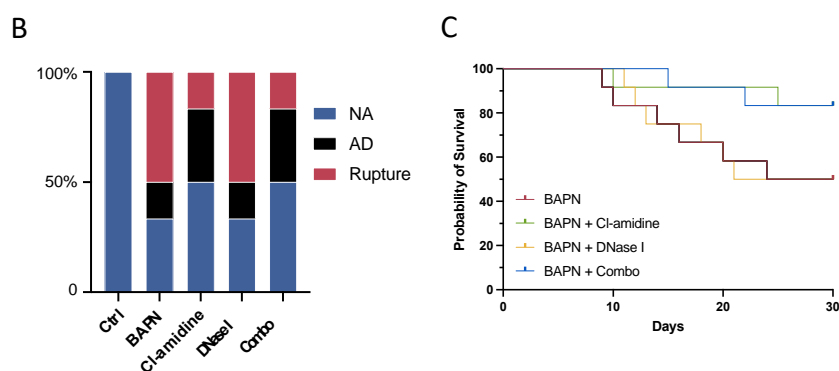 B
100%
50%
0
Ctrl
BAPN
Cl-amidine
DNase I
Combo
NA
AD
Rupture
C
Probability of Survival
100
80
60
40
20
0
BAPN
BAPN + Cl-amidine
BAPN + DNase I
BAPN + Combo
0
10
20
30
Days